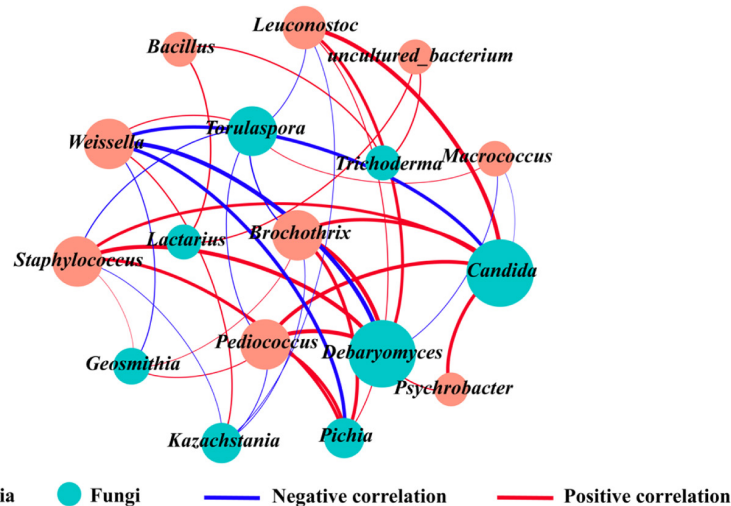 Leuconostoc
Bacillus
uncultured_bacterium
Torulaspora
Weissella
Trichoderma
Macrococcus
Lactarius
Brochothrix
Staphylococcus
Candida
Pediococcus
Debaryomyces
Geosmithia
Psychrobacter
Kazachstania
Pichia
ia Fungi Negative correlation Positive correlation